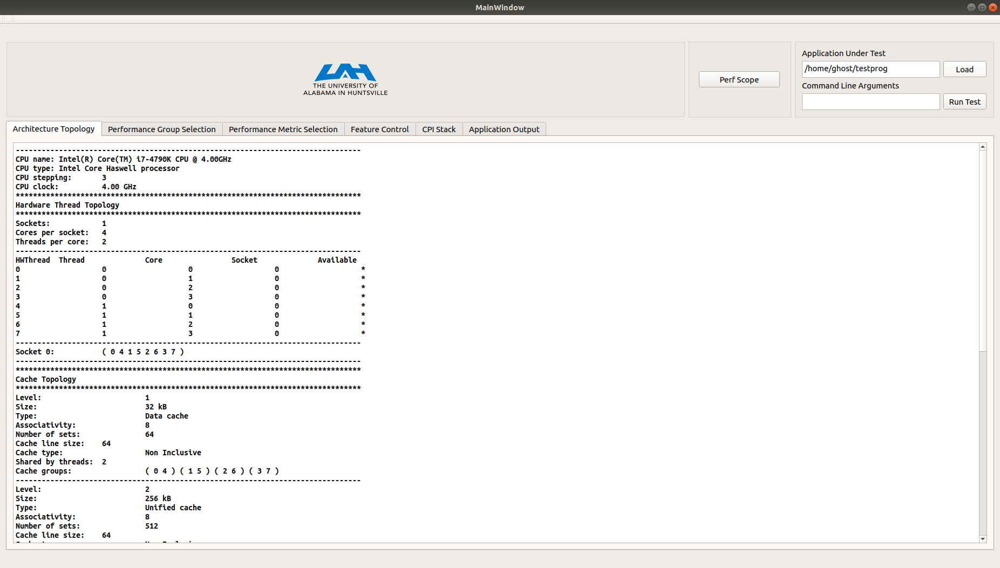 MainWindow
THE UNIVERSITY OF
ALABAMA IN HUNTSVILLE
Perf Scope
Application Under Test
/home/ghost/testprog
Load
Command Line Arguments
Run Test
Architecture Topology Performance Group Selection Performance Metric Selection Feature Control CPI Stack Application Output
--------------------------------------------------------------------------------
CPU name: Intel(R) Core(TM) i7-4790K CPU @ 4.00GHz
CPU type: Intel Core Haswell processor
CPU stepping: 3
CPU clock: 4.00 GHz
********************************************************************************
Hardware Thread Topology
********************************************************************************
Sockets: 1
Cores per socket: 4
Threads per core: 2
--------------------------------------------------------------------------------
HWThread Thread Core Socket Available
0 0 0 0 *
1 0 1 0 *
2 0 2 0 *
3 0 3 0 *
4 1 0 0 *
5 1 1 0 *
6 1 2 0 *
7 1 3 0 *
--------------------------------------------------------------------------------
Socket 0: ( 0 4 1 5 2 6 3 7 )
--------------------------------------------------------------------------------
********************************************************************************
Cache Topology
********************************************************************************
Level: 1
Size: 32 kB
Type: Data cache
Associativity: 8
Number of sets: 64
Cache line size: 64
Cache type: Non Inclusive
Shared by threads: 2
Cache groups: ( 0 4 ) ( 1 5 ) ( 2 6 ) ( 3 7 )
--------------------------------------------------------------------------------
Level: 2
Size: 256 kB
Type: Unified cache
Associativity: 8
Number of sets: 512
Cache line size: 64